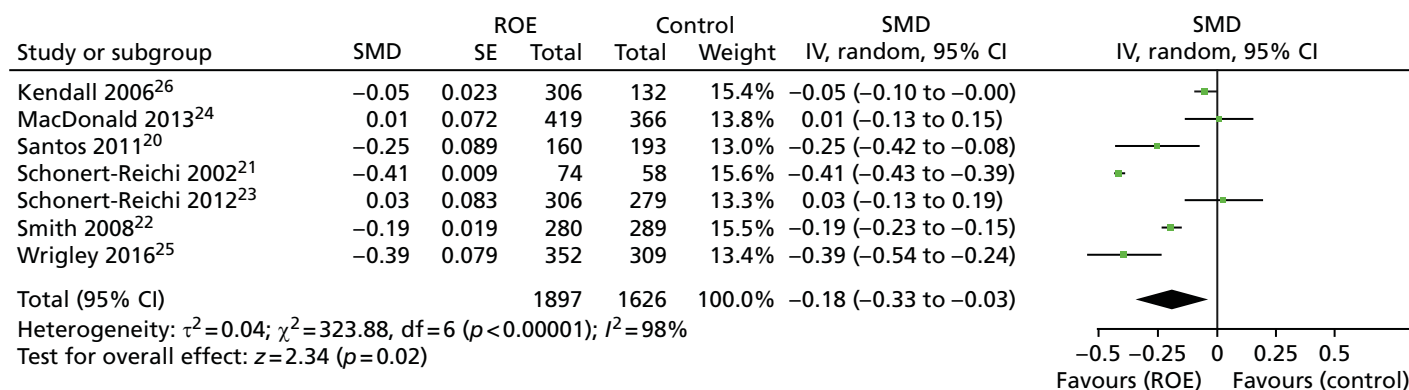 ROE Control SMD SMD
Study or subgroup SMD SE Total Total Weight IV, random, 95% CI IV, random, 95% CI
Kendall 2006²⁶ −0.05 0.023 306 132 15.4% −0.05 (−0.10 to −0.00)
MacDonald 2013²⁴ 0.01 0.072 419 366 13.8% 0.01 (−0.13 to 0.15)
Santos 2011²⁰ −0.25 0.089 160 193 13.0% −0.25 (−0.42 to −0.08)
Schonert-Reichi 2002²¹ −0.41 0.009 74 58 15.6% −0.41 (−0.43 to −0.39)
Schonert-Reichi 2012²³ 0.03 0.083 306 279 13.3% 0.03 (−0.13 to 0.19)
Smith 2008²² −0.19 0.019 280 289 15.5% −0.19 (−0.23 to −0.15)
Wrigley 2016²⁵ −0.39 0.079 352 309 13.4% −0.39 (−0.54 to −0.24)
Total (95% CI) 1897 1626 100.0% −0.18 (−0.33 to −0.03)
Heterogeneity: τ²=0.04; χ²=323.88, df=6 (p<0.00001); I²=98%
Test for overall effect: z=2.34 (p=0.02)
−0.5 −0.25 0 0.25 0.5
Favours (ROE) Favours (control)